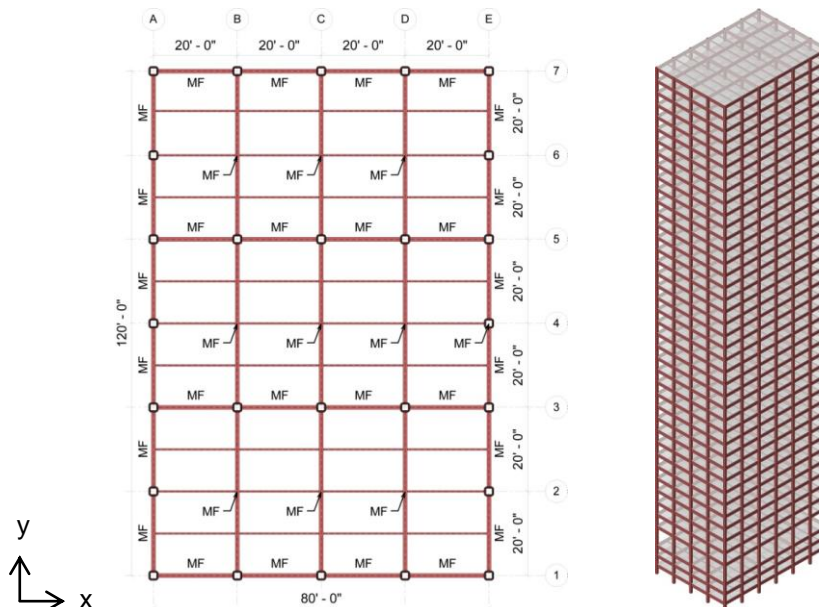 A B C D E
20' - 0" 20' - 0" 20' - 0" 20' - 0"
7
MF MF MF MF
MF MF 20' - 0"
6
MF MF MF
MF MF 20' - 0"
MF MF MF MF
5
MF MF 20' - 0"
120' - 0"
4
MF MF MF MF
MF MF 20' - 0"
MF MF MF MF
3
MF MF 20' - 0"
2
MF MF MF
MF MF 20' - 0"
MF MF MF MF
1
80' - 0"
y
x